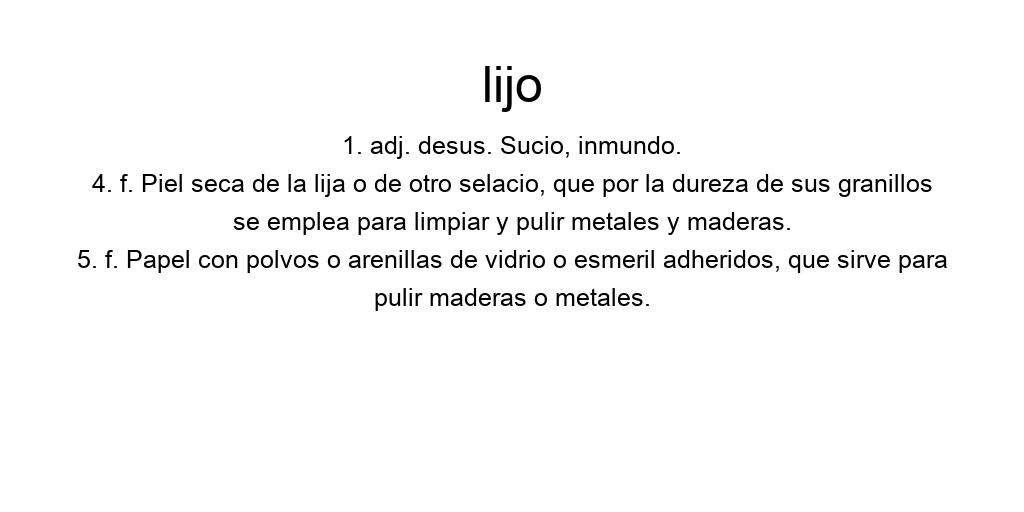 lijo
1. adj. desus. Sucio, inmundo.
4. f. Piel seca de la lija o de otro selacio, que por la dureza de sus granillos
se emplea para limpiar y pulir metales y maderas.
5. f. Papel con polvos o arenillas de vidrio o esmeril adheridos, que sirve para
pulir maderas o metales.